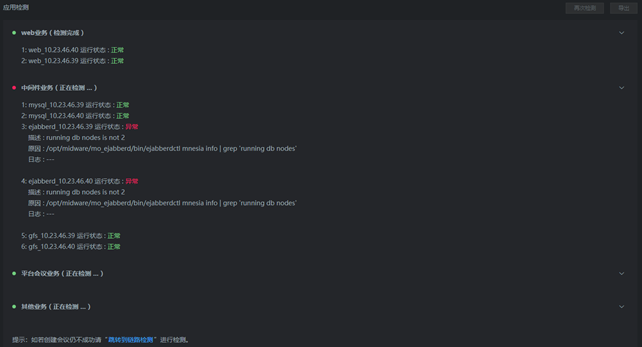 应用检测
再次检测
导出
web业务 ( 检测完成 )
1: web_10.23.46.40 运行状态 : 正常
2: web_10.23.46.39 运行状态 : 正常
中间件业务 ( 正在检测 ... )
1: mysql_10.23.46.39 运行状态 : 正常
2: mysql_10.23.46.40 运行状态 : 正常
3: ejabberd_10.23.46.39 运行状态 : 异常
描述 : running db nodes is not 2
原因 : /opt/midware/mo_ejabberd/bin/ejabberdctl mnesia info | grep 'running db nodes'
日志 : ---
4: ejabberd_10.23.46.40 运行状态 : 异常
描述 : running db nodes is not 2
原因 : /opt/midware/mo_ejabberd/bin/ejabberdctl mnesia info | grep 'running db nodes'
日志 : ---
5: gfs_10.23.46.39 运行状态 : 正常
6: gfs_10.23.46.40 运行状态 : 正常
平台会议业务 ( 正在检测 ... )
其他业务 ( 正在检测 ... )
提示: 如若创建会议仍不成功请 "跳转到链路检测" 进行检测。